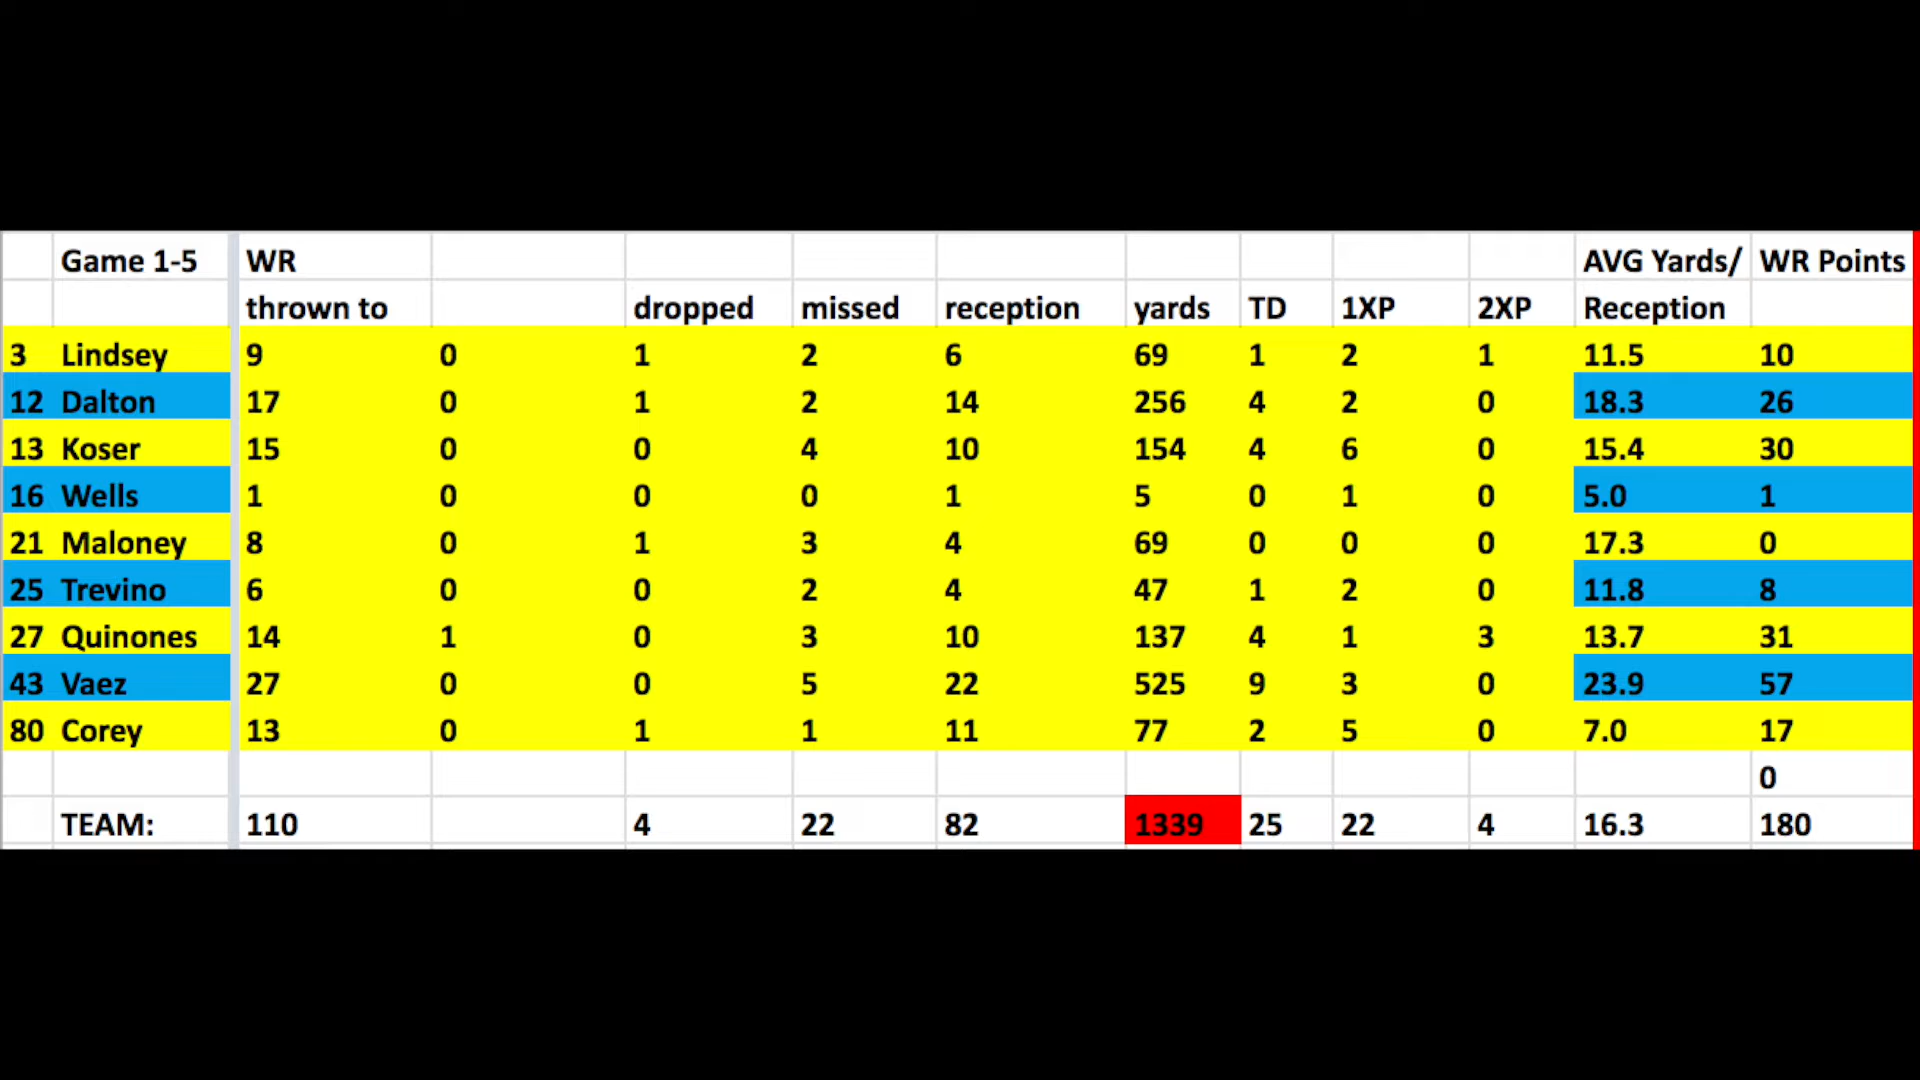 Game 1-5 WR AVG Yards/ WR Points
thrown to dropped missed reception yards TD 1XP 2XP Reception
3 Lindsey 9 0 1 2 6 69 1 2 1 11.5 10
12 Dalton 17 0 1 2 14 256 4 2 0 18.3 26
13 Koser 15 0 0 4 10 154 4 6 0 15.4 30
16 Wells 1 0 0 0 1 5 0 1 0 5.0 1
21 Maloney 8 0 1 3 4 69 0 0 0 17.3 0
25 Trevino 6 0 0 2 4 47 1 2 0 11.8 8
27 Quinones 14 1 0 3 10 137 4 1 3 13.7 31
43 Vaez 27 0 0 5 22 525 9 3 0 23.9 57
80 Corey 13 0 1 1 11 77 2 5 0 7.0 17
0
TEAM: 110 4 22 82 1339 25 22 4 16.3 180